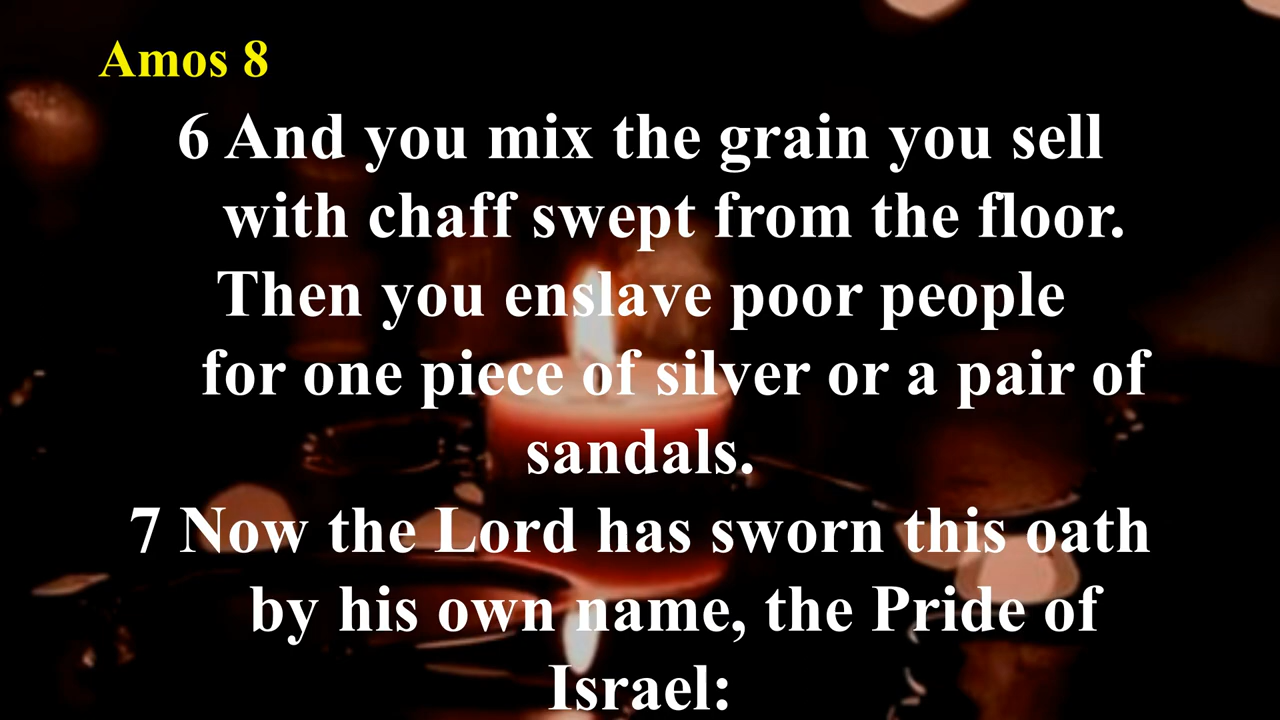 Amos 8
6 And you mix the grain you sell
with chaff swept from the floor.
Then you enslave poor people
for one piece of silver or a pair of
sandals.
7 Now the Lord has sworn this oath
by his own name, the Pride of
Israel: